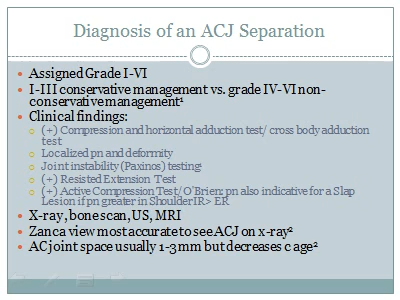 Diagnosis of an ACJ Separation
Assigned Grade I-VI
I-III conservative management vs. grade IV-VI non-
conservative management¹
Clinical findings:
(+) Compression and horizontal adduction test/ cross body adduction
test
Localized pn and deformity
Joint instability (Paxinos) testing¹
(+) Resisted Extension Test
(+) Active Compression Test/ O'Brien: pn also indicative for a Slap
Lesion if pn greater in ShoulderIR> ER
X-ray, bone scan, US, MRI
Zanca view most accurate to see ACJ on x-ray²
AC joint space usually 1-3mm but decreases c age²